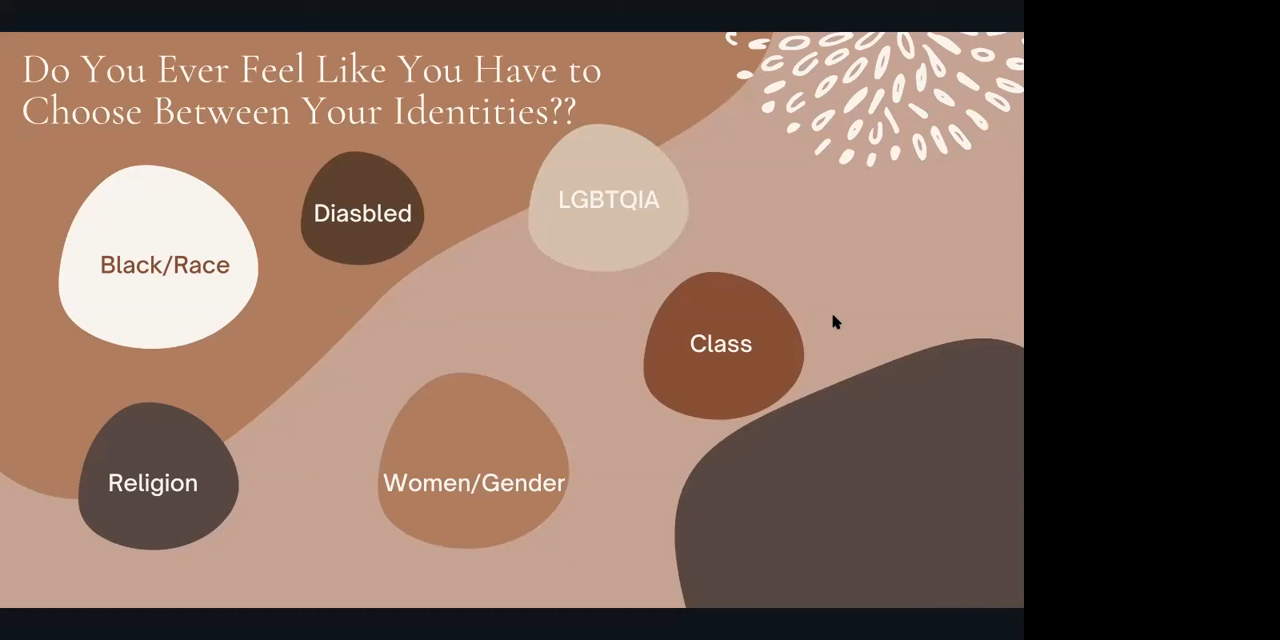 Do You Ever Feel Like You Have to
Choose Between Your Identities??
Black/Race
Diasbled
LGBTQIA
Class
Religion
Women/Gender